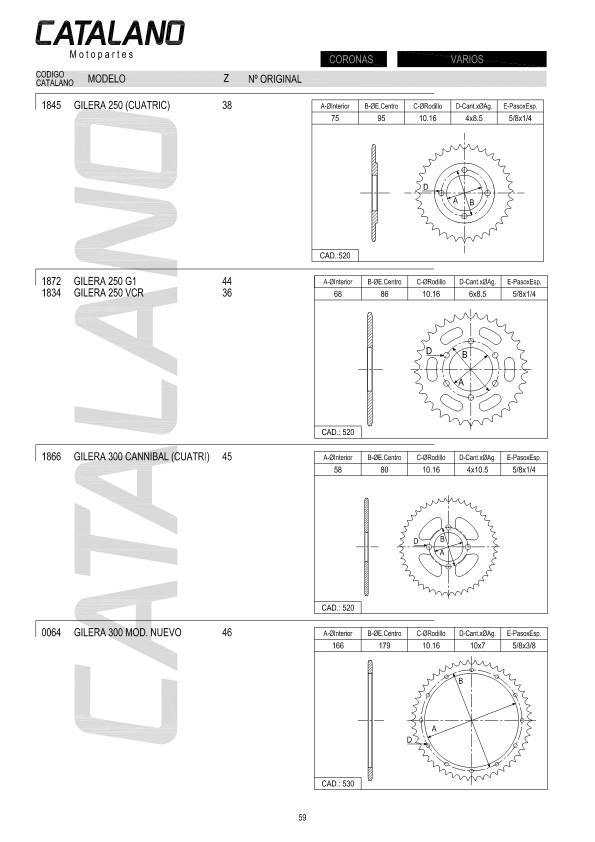 CATALANO
Motopartes
CORONAS VARIOS
CODIGO CATALANO MODELO Z Nº ORIGINAL
1845 GILERA 250 (CUATRIC) 38
A-ØInterior B-ØE.Centro C-ØRodillo D-Cant.xØAg. E-PasoxEsp.
75 95 10.16 4x8.5 5/8x1/4
D
A B
CAD.:520
1872 GILERA 250 G1 44
1834 GILERA 250 VCR 36
A-ØInterior B-ØE.Centro C-ØRodillo D-Cant.xØAg. E-PasoxEsp.
68 86 10.16 6x8.5 5/8x1/4
D B
A
CAD.: 520
1866 GILERA 300 CANNIBAL (CUATRI) 45
A-ØInterior B-ØE.Centro C-ØRodillo D-Cant.xØAg. E-PasoxEsp.
58 80 10.16 4x10.5 5/8x1/4
D B
A
CAD.: 520
0064 GILERA 300 MOD. NUEVO 46
A-ØInterior B-ØE.Centro C-ØRodillo D-Cant.xØAg. E-PasoxEsp.
166 179 10.16 10x7 5/8x3/8
B
A
D
CAD.: 530
CATALANO
59